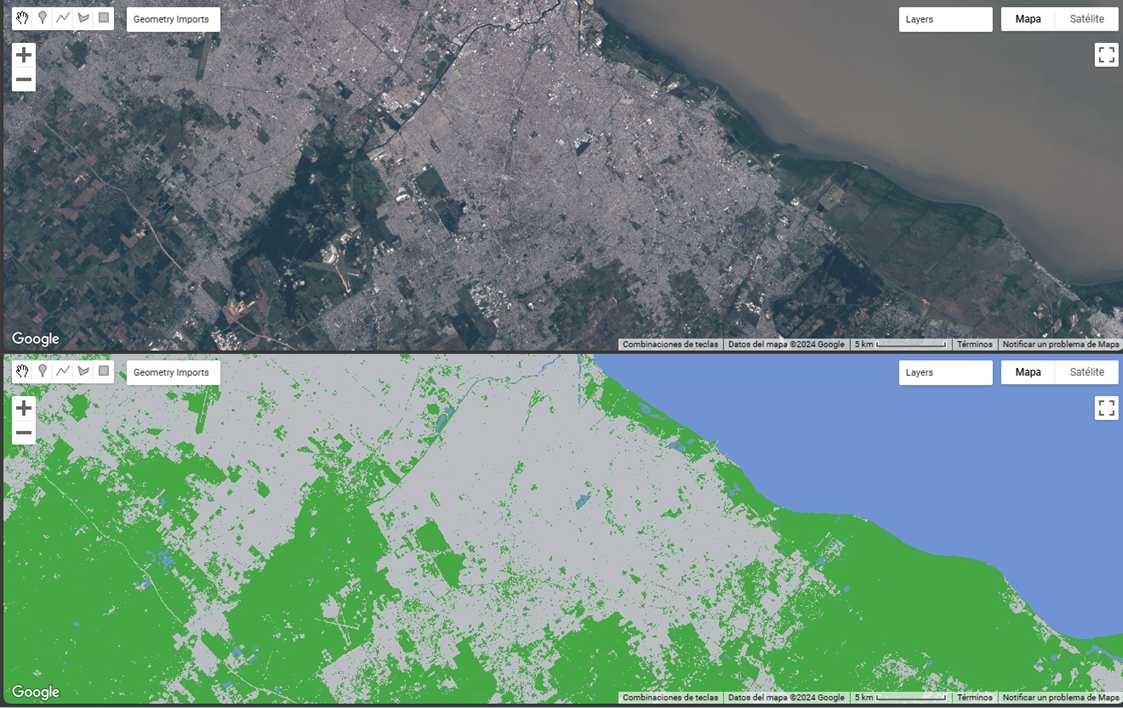 Geometry Imports
Layers
Mapa Satélite
Google
Combinaciones de teclas Datos del mapa ©2024 Google 5 km Términos Notificar un problema de Maps
Geometry Imports
Layers
Mapa Satélite
Google
Combinaciones de teclas Datos del mapa ©2024 Google 5 km Términos Notificar un problema de Maps